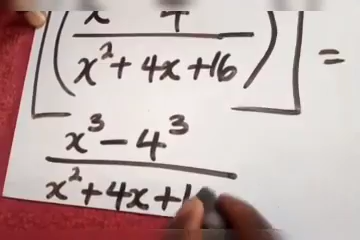 x² + 4x + 16 =
x³ - 4³
x² + 4x + 1